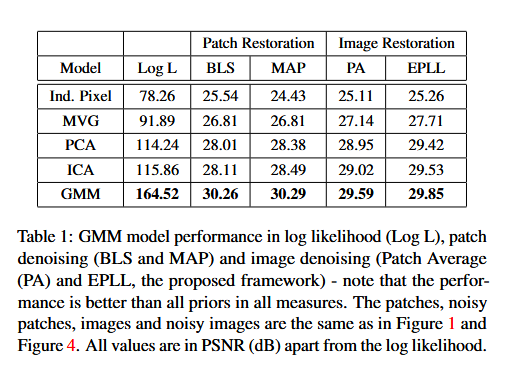 Patch Restoration Image Restoration
Model Log L BLS MAP PA EPLL
Ind. Pixel 78.26 25.54 24.43 25.11 25.26
MVG 91.89 26.81 26.81 27.14 27.71
PCA 114.24 28.01 28.38 28.95 29.42
ICA 115.86 28.11 28.49 29.02 29.53
GMM 164.52 30.26 30.29 29.59 29.85
Table 1: GMM model performance in log likelihood (Log L), patch
denoising (BLS and MAP) and image denoising (Patch Average
(PA) and EPLL, the proposed framework) - note that the perfor-
mance is better than all priors in all measures. The patches, noisy
patches, images and noisy images are the same as in Figure 1 and
Figure 4. All values are in PSNR (dB) apart from the log likelihood.